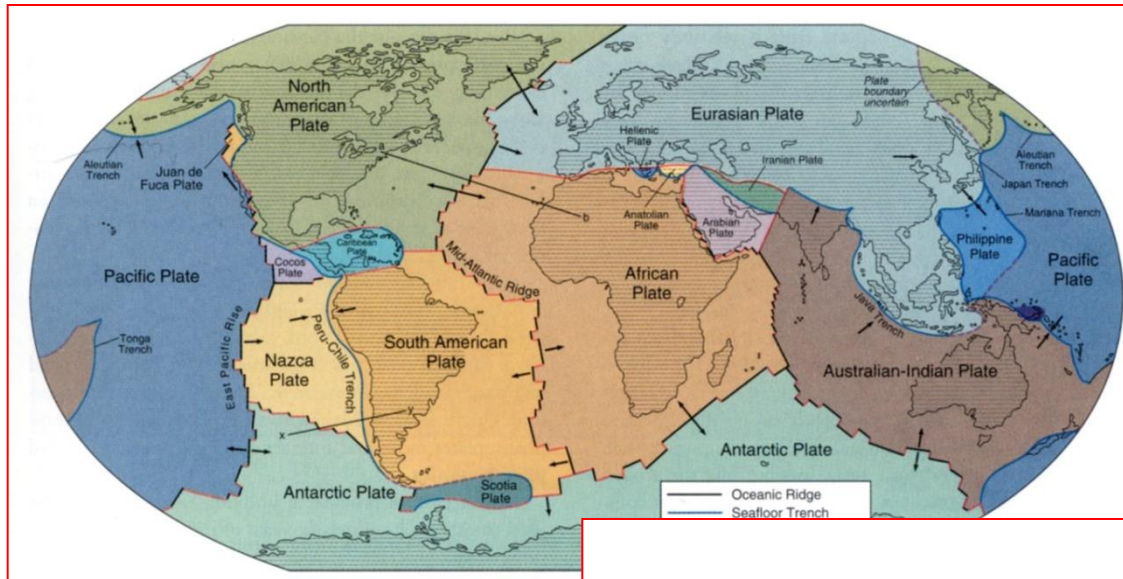 North
American
Plate
Eurasian Plate
Plate
boundary
uncertain
Hellenic
Plate
Iranian Plate
Aleutian
Trench
Juan de
Fuca Plate
Aleutian
Trench
Japan Trench
Mariana Trench
b
Anatolian
Plate
Arabian
Plate
Caribbean
Plate
Cocos
Plate
Philippine
Plate
Pacific Plate
Mid-Atlantic Ridge
African
Plate
Pacific
Plate
Tonga
Trench
East Pacific Rise
Nazca
Plate
Peru-Chile Trench
South American
Plate
Java Trench
Australian-Indian Plate
x
y
Antarctic Plate
Scotia
Plate
Antarctic Plate
Oceanic Ridge
Seafloor Trench